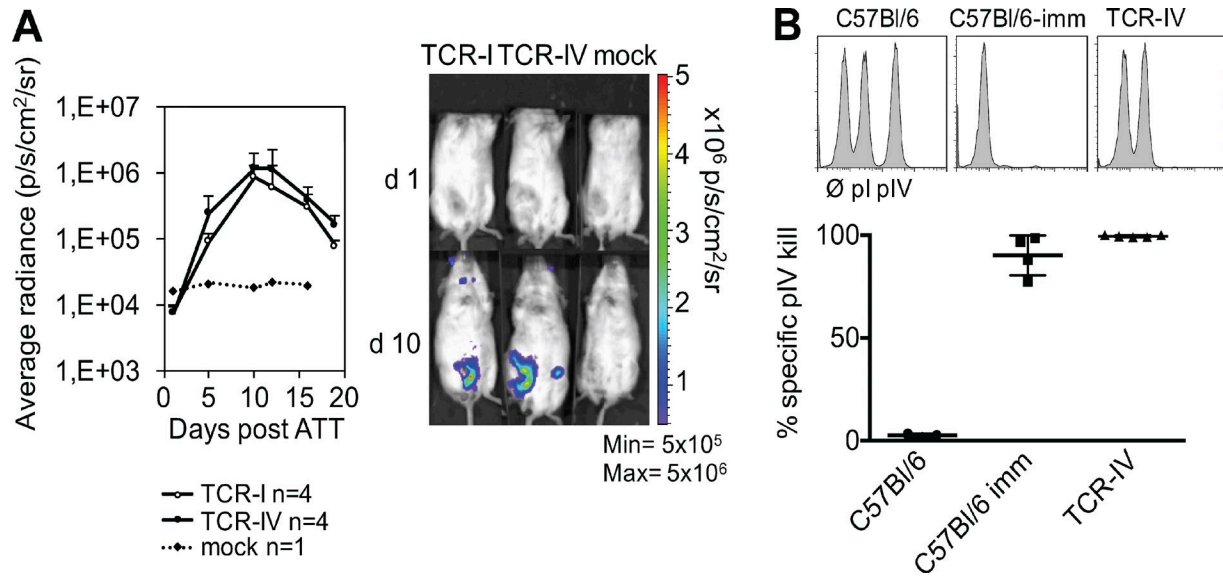 A
TCR-I TCR-IV mock
Average radiance (p/s/cm²/sr)
1,E+07
1,E+06
1,E+05
1,E+04
1,E+03
0 5 10 15 20
Days post ATT
TCR-I n=4
TCR-IV n=4
mock n=1
d 1
d 10
5
4
3
2
1
x10⁶ p/s/cm²/sr
Min= 5x10⁵
Max= 5x10⁶
B
C57Bl/6 C57Bl/6-imm TCR-IV
Ø pI pIV
% specific pIV kill
100
50
0
C57Bl/6
C57Bl/6 imm
TCR-IV